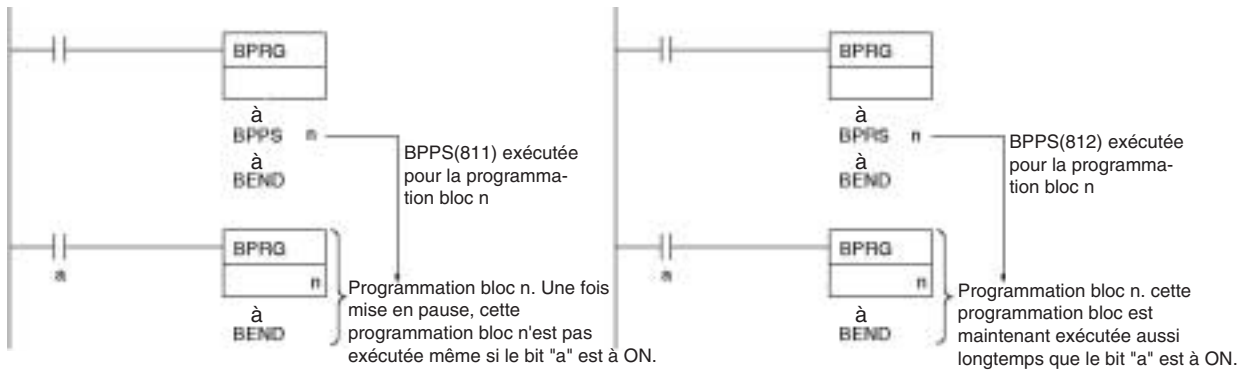 BPRG
à
BPPS n
à
BEND
BPPS(811) exécutée
pour la programma-
tion bloc n
a
BPRG
n
à
BEND
Programmation bloc n. Une fois
mise en pause, cette
programmation bloc n'est pas
exécutée même si le bit "a" est à ON.
BPRG
à
BPRS n
à
BEND
BPPS(812) exécutée
pour la programma-
tion bloc n
a
BPRG
n
à
BEND
Programmation bloc n. cette
programmation bloc est
maintenant exécutée aussi
longtemps que le bit "a" est à ON.